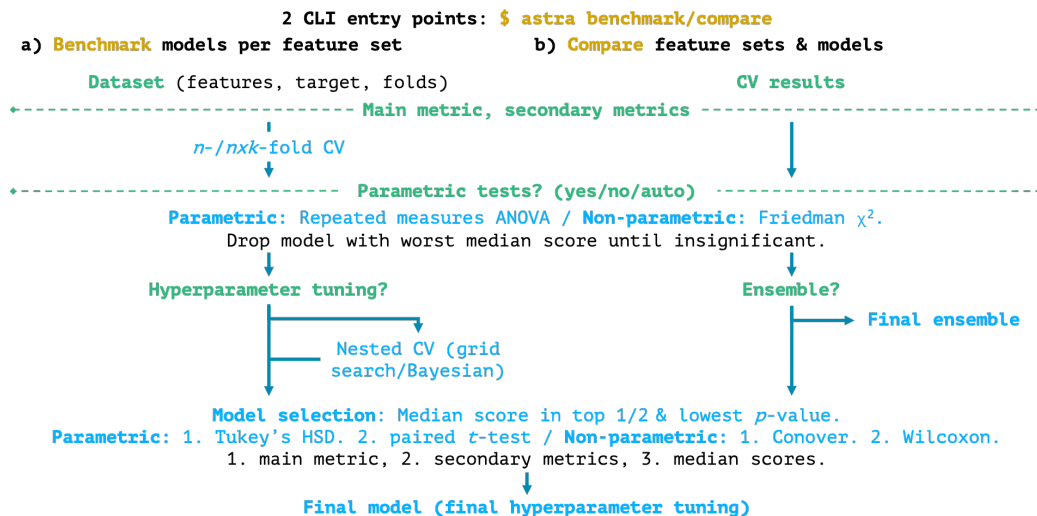 2 CLI entry points: $ astra benchmark/compare
a) Benchmark models per feature set
b) Compare feature sets & models
Dataset (features, target, folds)
CV results
Main metric, secondary metrics
n-/nxk-fold CV
Parametric tests? (yes/no/auto)
Parametric: Repeated measures ANOVA / Non-parametric: Friedman χ².
Drop model with worst median score until insignificant.
Hyperparameter tuning?
Ensemble?
Final ensemble
Nested CV (grid
search/Bayesian)
Model selection: Median score in top 1/2 & lowest p-value.
Parametric: 1. Tukey's HSD. 2. paired t-test / Non-parametric: 1. Conover. 2. Wilcoxon.
1. main metric, 2. secondary metrics, 3. median scores.
Final model (final hyperparameter tuning)